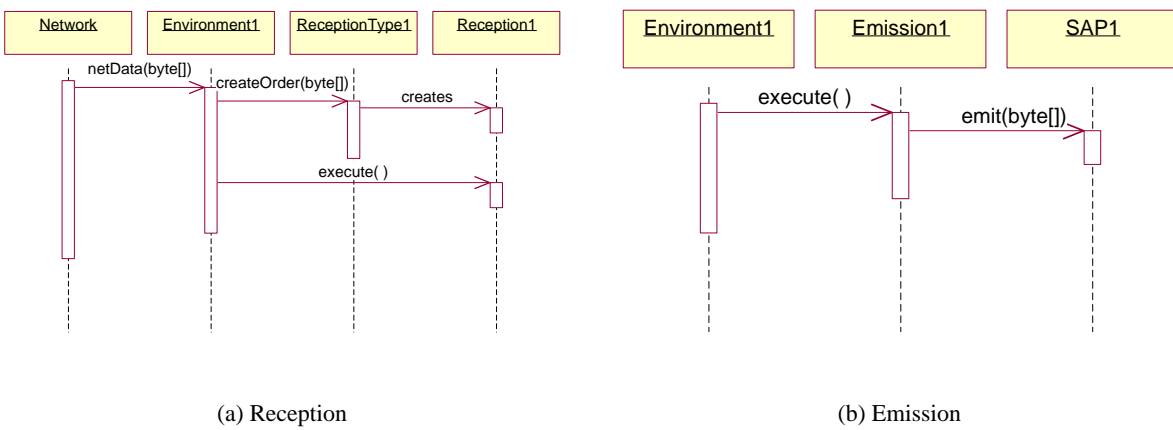 Network
Environment1
ReceptionType1
Reception1
netData(byte[])
createOrder(byte[])
creates
execute( )
(a) Reception
Environment1
Emission1
SAP1
execute( )
emit(byte[])
(b) Emission